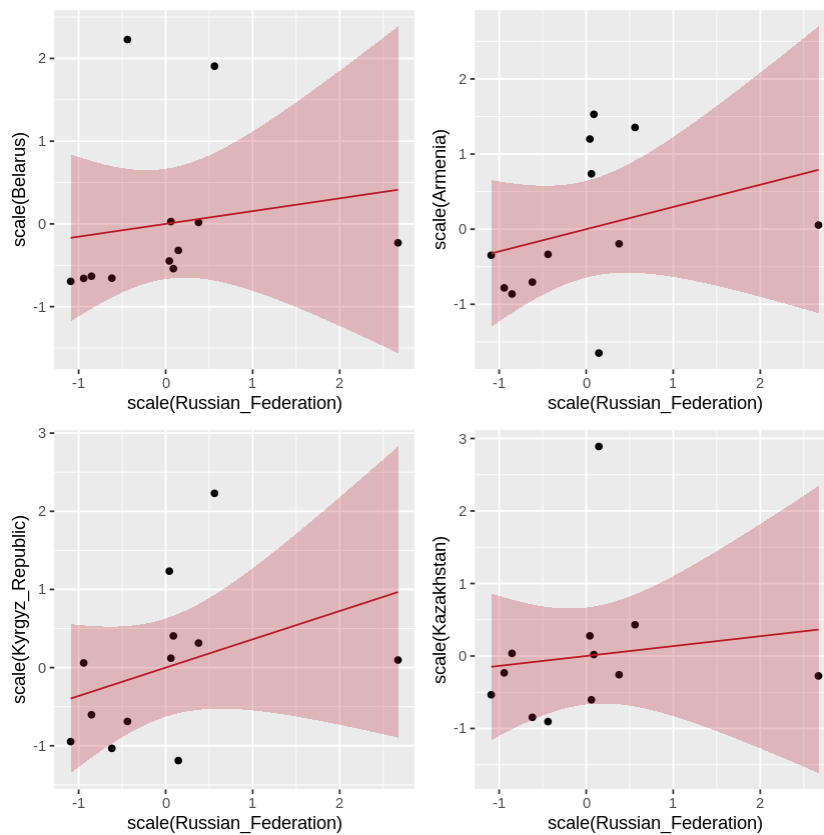 scale(Belarus)
2
1
0
-1
-1 0 1 2
scale(Russian_Federation)
scale(Armenia)
2
1
0
-1
-1 0 1 2
scale(Russian_Federation)
scale(Kyrgyz_Republic)
3
2
1
0
-1
-1 0 1 2
scale(Russian_Federation)
scale(Kazakhstan)
3
2
1
0
-1
-1 0 1 2
scale(Russian_Federation)